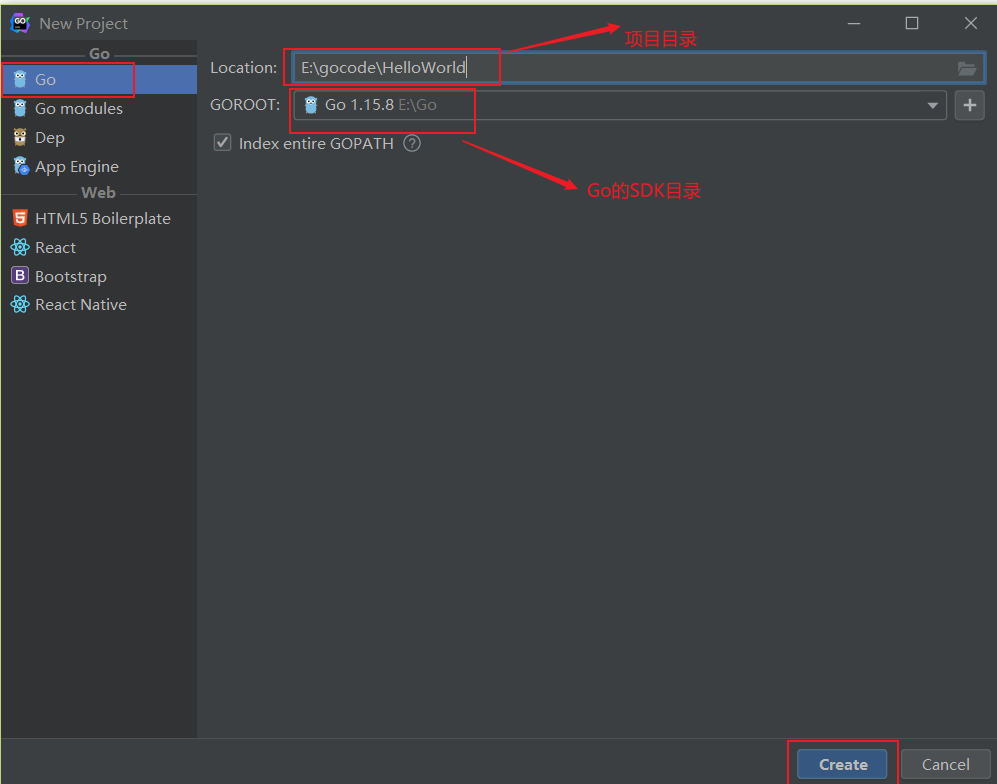 New Project
Go
Go
Go modules
Dep
App Engine
Web
HTML5 Boilerplate
React
Bootstrap
React Native
Location: E:\gocode\HelloWorld
项目目录
GOROOT: Go 1.15.8 E:\Go
Index entire GOPATH ?
Go的SDK目录
Create
Cancel